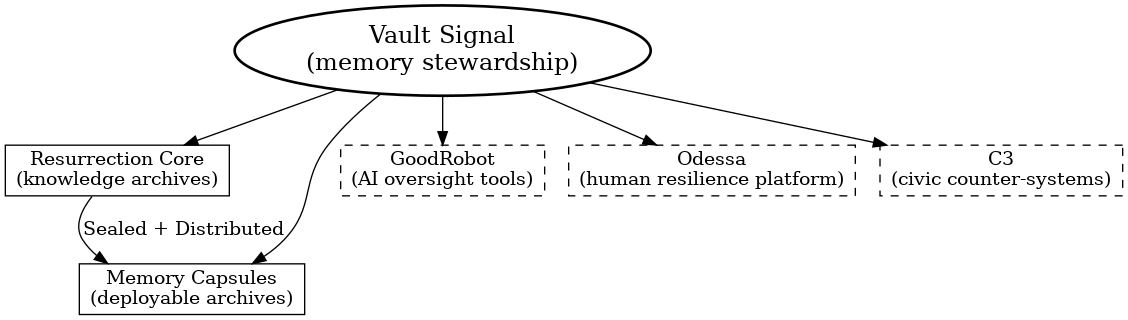 Vault Signal
(memory stewardship)
Resurrection Core
(knowledge archives)
GoodRobot
(AI oversight tools)
Odessa
(human resilience platform)
C3
(civic counter-systems)
Sealed + Distributed
Memory Capsules
(deployable archives)